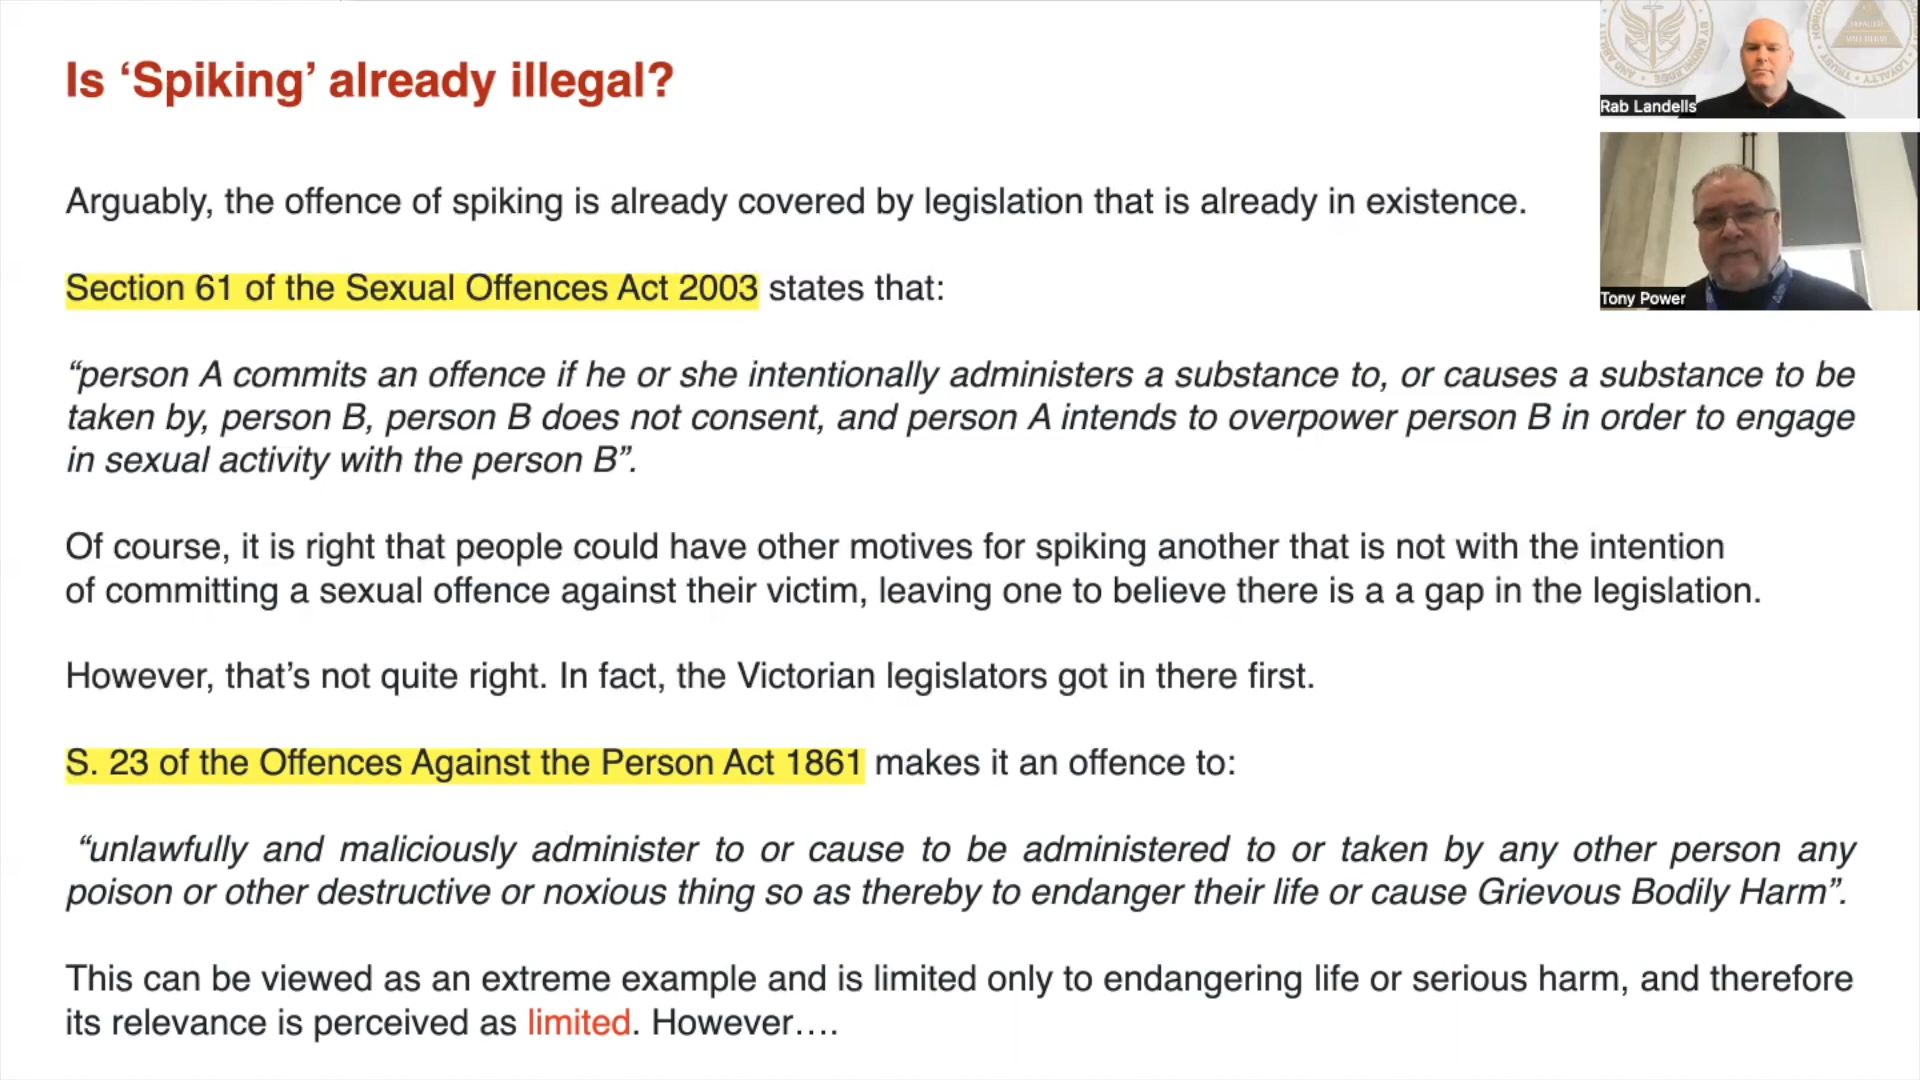 Is ‘Spiking’ already illegal?
Arguably, the offence of spiking is already covered by legislation that is already in existence.
Section 61 of the Sexual Offences Act 2003 states that:
“person A commits an offence if he or she intentionally administers a substance to, or causes a substance to be
taken by, person B, person B does not consent, and person A intends to overpower person B in order to engage
in sexual activity with the person B”.
Of course, it is right that people could have other motives for spiking another that is not with the intention
of committing a sexual offence against their victim, leaving one to believe there is a a gap in the legislation.
However, that’s not quite right. In fact, the Victorian legislators got in there first.
S. 23 of the Offences Against the Person Act 1861 makes it an offence to:
“unlawfully and maliciously administer to or cause to be administered to or taken by any other person any
poison or other destructive or noxious thing so as thereby to endanger their life or cause Grievous Bodily Harm”.
This can be viewed as an extreme example and is limited only to endangering life or serious harm, and therefore
its relevance is perceived as limited. However….
Rab Landells
Tony Power